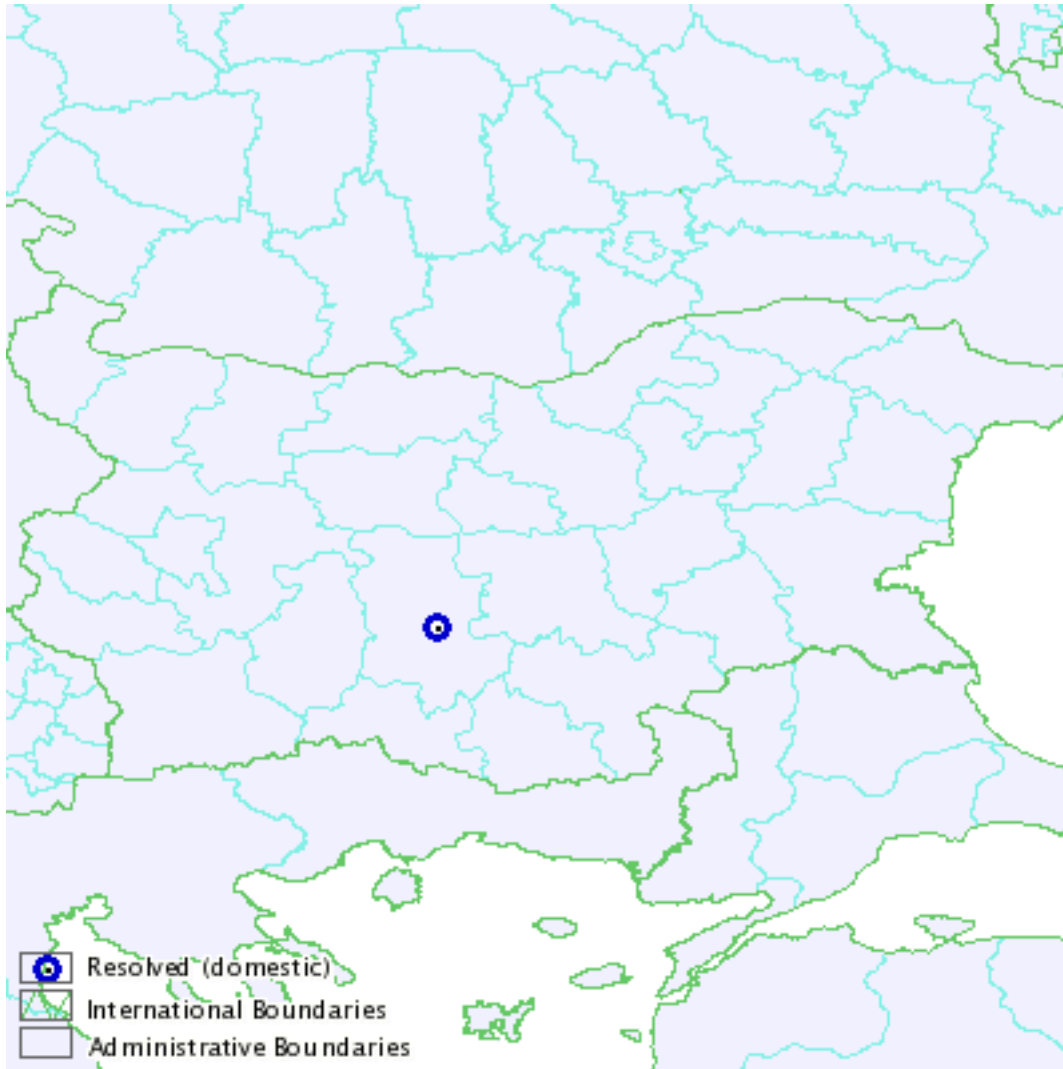 Resolved (domestic)
International Boundaries
Administrative Boundaries